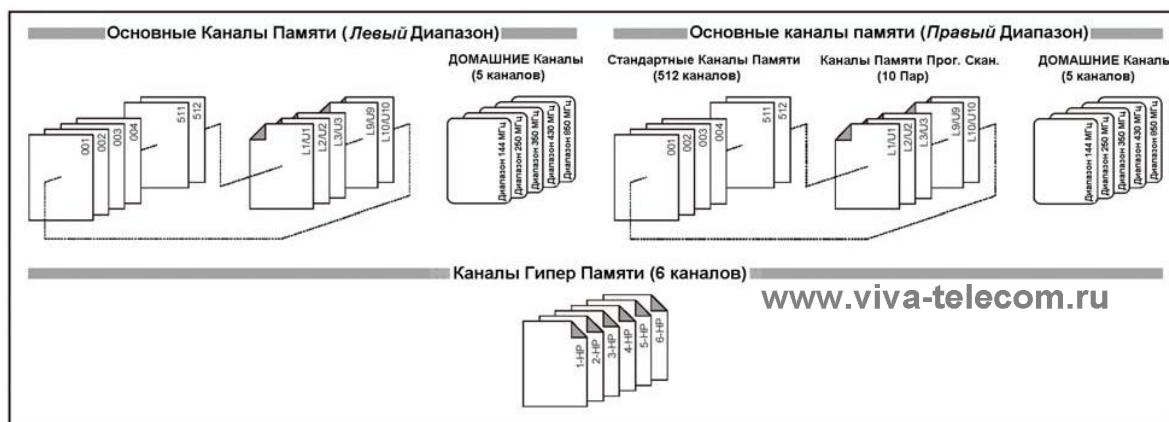 Основные Каналы Памяти (Левый Диапазон)
ДОМАШНИЕ Каналы
(5 каналов)
001
002
003
004
511
512
L1/U1
L2/U2
L3/U3
L9/U9
L10/U10
Диапазон 144 МГц
Диапазон 250 МГц
Диапазон 350 МГц
Диапазон 430 МГц
Диапазон 850 МГц
Основные каналы памяти (Правый Диапазон)
Стандартные Каналы Памяти
(512 каналов)
Каналы Памяти Прог. Скан.
(10 Пар)
ДОМАШНИЕ Каналы
(5 каналов)
001
002
003
004
511
512
L1/U1
L2/U2
L3/U3
L9/U9
L10/U10
Диапазон 144 МГц
Диапазон 250 МГц
Диапазон 350 МГц
Диапазон 430 МГц
Диапазон 850 МГц
Каналы Гипер Памяти (6 каналов)
www.viva-telecom.ru
1-HP
2-HP
3-HP
4-HP
5-HP
6-HP